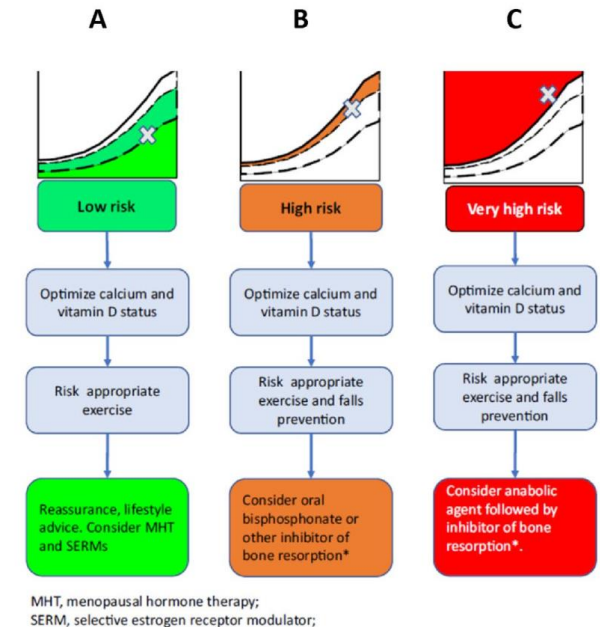 A
B
C
Low risk
High risk
Very high risk
Optimize calcium and
vitamin D status
Optimize calcium and
vitamin D status
Optimize calcium and
vitamin D status
Risk appropriate
exercise
Risk appropriate
exercise and falls
prevention
Risk appropriate
exercise and falls
prevention
Reassurance, lifestyle
advice. Consider MHT
and SERMs
Consider oral
bisphosphonate or
other inhibitor of
bone resorption*
Consider anabolic
agent followed by
inhibitor of bone
resorption*.
MHT, menopausal hormone therapy;
SERM, selective estrogen receptor modulator;